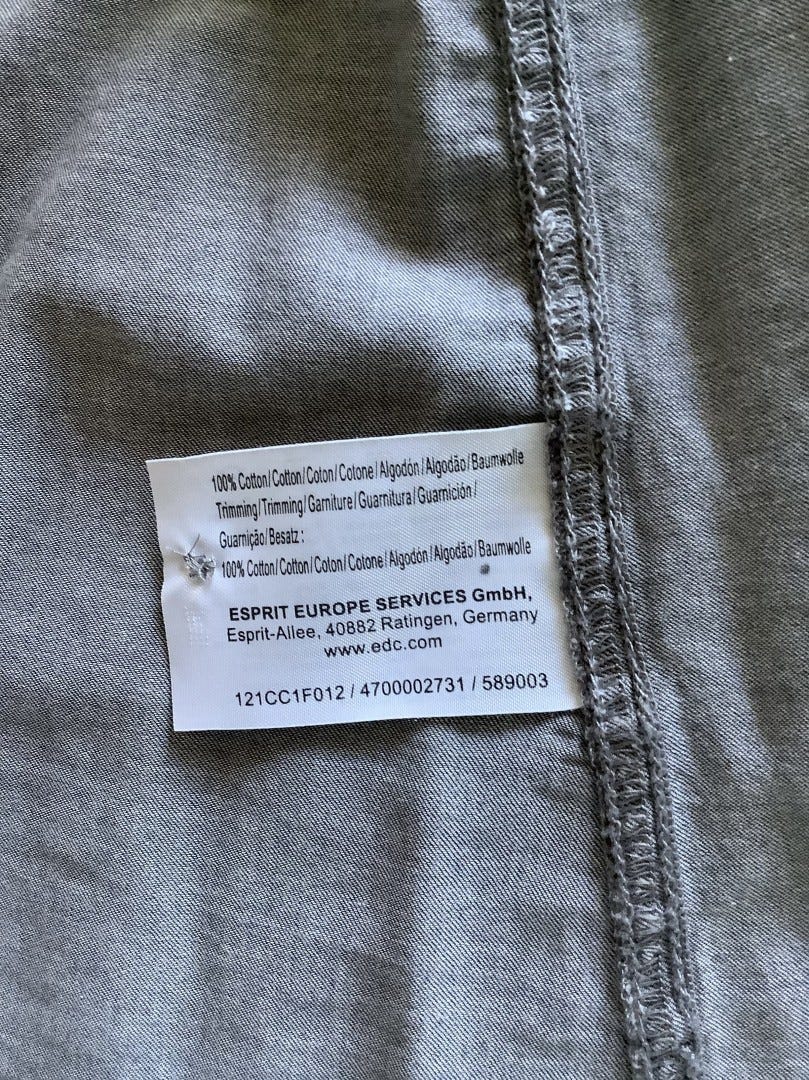 100% Cotton/Cotton/Coton/Cotone/Algodón/Algodão/Baumwolle
Trimming/Trimming/Garniture/Guarnitura/Guarnición/
Guarnição/Besatz:
100% Cotton/Cotton/Coton/Cotone/Algodón/Algodão/Baumwolle
ESPRIT EUROPE SERVICES GmbH,
Esprit-Allee, 40882 Ratingen, Germany
www.edc.com
121CC1F012 / 4700002731 / 589003